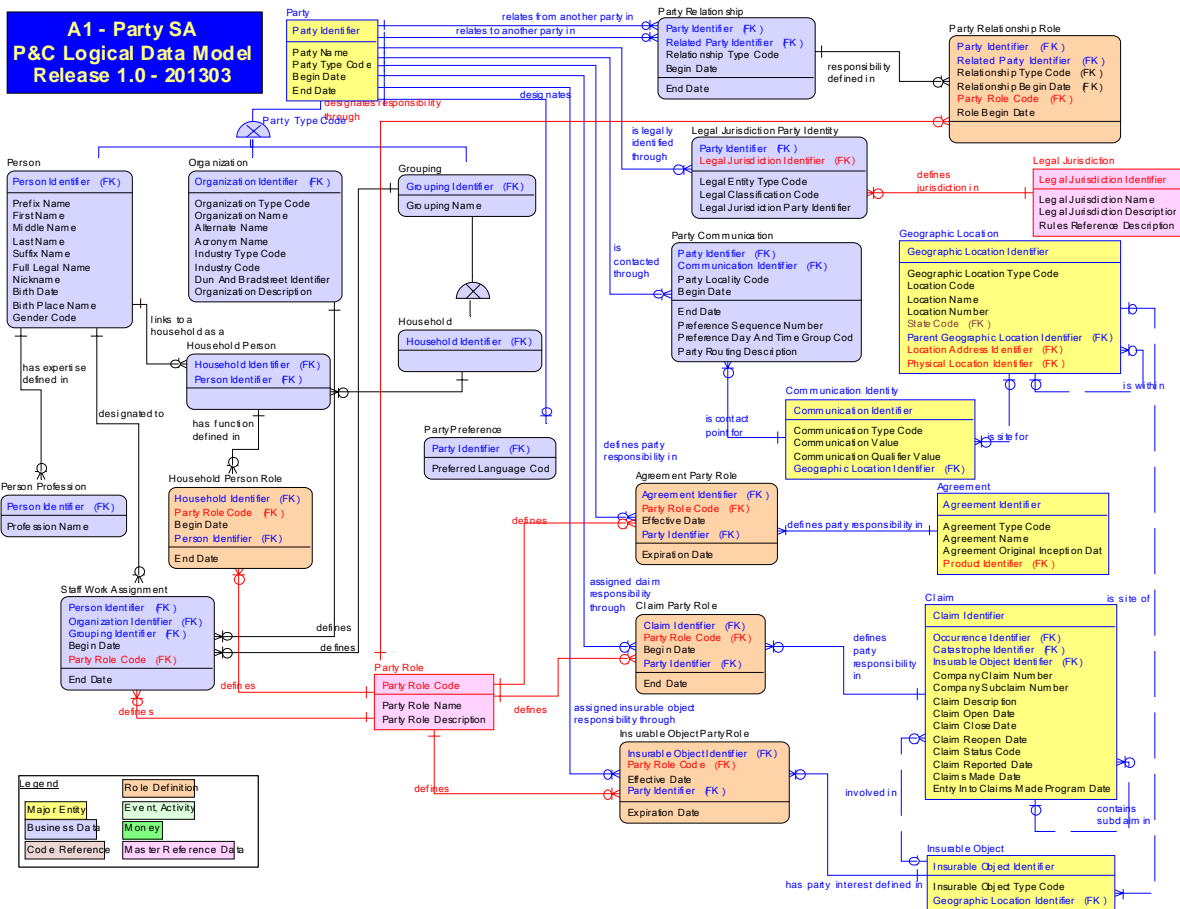 A1 - Party SA
P&C Logical Data Model
Release 1.0 - 201303
Party
Party Identifier
Party Name
Party Type Code
Begin Date
End Date
relates from another party in
relates to another party in
designates
designates responsibility
through
Party Type Code
Party Relationship
Party Identifier (FK)
Related Party Identifier (FK)
Relationship Type Code
Begin Date
End Date
responsibility
defined in
Party Relationship Role
Party Identifier (FK)
Related Party Identifier (FK)
Relationship Type Code (FK)
Relationship Begin Date (FK)
Party Role Code (FK)
Role Begin Date
is legally
identified
through
Legal Jurisdiction Party Identity
Party Identifier (FK)
Legal Jurisdiction Identifier (FK)
Legal Entity Type Code
Legal Classification Code
Legal Jurisdiction Party Identifier
defines
jurisdiction in
Legal Jurisdiction
Legal Jurisdiction Identifier
Legal Jurisdiction Name
Legal Jurisdiction Description
Rules Reference Description
Person
Person Identifier (FK)
Prefix Name
First Name
Middle Name
Last Name
Suffix Name
Full Legal Name
Nickname
Birth Date
Birth Place Name
Gender Code
Organization
Organization Identifier (FK)
Organization Type Code
Organization Name
Alternate Name
Acronym Name
Industry Type Code
Industry Code
Dun And Bradstreet Identifier
Organization Description
Grouping
Grouping Identifier (FK)
Grouping Name
is
contacted
through
Party Communication
Party Identifier (FK)
Communication Identifier (FK)
Party Locality Code
Begin Date
End Date
Preference Sequence Number
Preference Day And Time Group Cod
Party Routing Description
Geographic Location
Geographic Location Identifier
Geographic Location Type Code
Location Code
Location Name
Location Number
State Code (FK)
Parent Geographic Location Identifier (FK)
Location Address Identifier (FK)
Physical Location Identifier (FK)
is within
links to a
household as a
Household
Household Identifier (FK)
Household Person
Household Identifier (FK)
Person Identifier (FK)
has expertise
defined in
designated to
has function
defined in
is contact
point for
Communication Identity
Communication Identifier
Communication Type Code
Communication Value
Communication Qualifier Value
Geographic Location Identifier (FK)
is site for
Party Preference
Party Identifier (FK)
Preferred Language Cod
defines party
responsibility in
Person Profession
Person Identifier (FK)
Profession Name
Household Person Role
Household Identifier (FK)
Party Role Code (FK)
Begin Date
Person Identifier (FK)
End Date
Agreement Party Role
Agreement Identifier (FK)
Party Role Code (FK)
Effective Date
Party Identifier (FK)
Expiration Date
defines
defines party responsibility in
Agreement
Agreement Identifier
Agreement Type Code
Agreement Name
Agreement Original Inception Dat
Product Identifier (FK)
Staff Work Assignment
Person Identifier (FK)
Organization Identifier (FK)
Grouping Identifier (FK)
Begin Date
Party Role Code (FK)
End Date
defines
defines
assigned claim
responsibility
through
Claim Party Role
Claim Identifier (FK)
Party Role Code (FK)
Begin Date
Party Identifier (FK)
End Date
defines
party
responsibility
in
Claim
is site of
Claim Identifier
Occurrence Identifier (FK)
Catastrophe Identifier (FK)
Insurable Object Identifier (FK)
Company Claim Number
Company Subclaim Number
Claim Description
Claim Open Date
Claim Close Date
Claim Reopen Date
Claim Status Code
Claim Reported Date
Claims Made Date
Entry Into Claims Made Program Date
Party Role
Party Role Code
Party Role Name
Party Role Description
defines
defines
defines
defines
assigned insurable object
responsibility through
Insurable Object Party Role
Insurable Object Identifier (FK)
Party Role Code (FK)
Effective Date
Party Identifier (FK)
Expiration Date
involved in
contains
subclaim in
has party interest defined in
Insurable Object
Insurable Object Identifier
Insurable Object Type Code
Geographic Location Identifier (FK)
Legend
Role Definition
Major Entity
Event, Activity
Business Data
Money
Code Reference
Master Reference Data